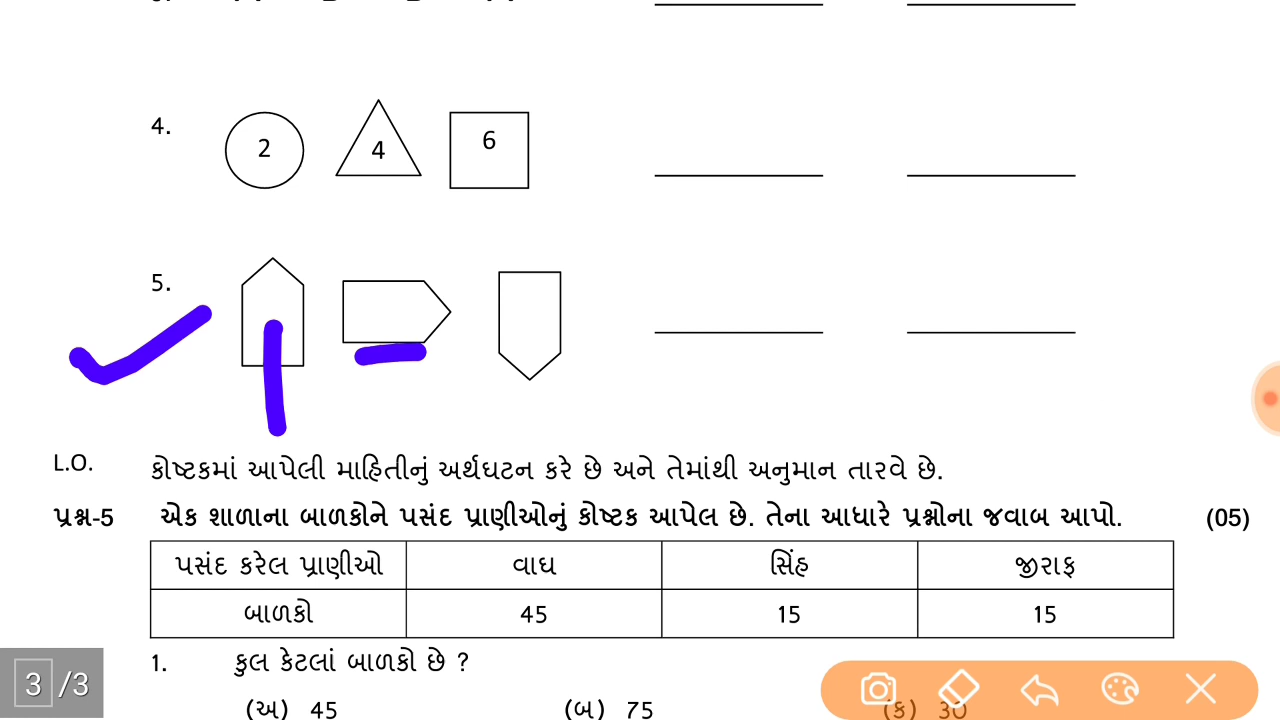 4.
2
4
6
5.
L.O. કોષ્ટકમાં આપેલી માહિતીનું અર્થઘટન કરે છે અને તેમાંથી અનુમાન તારવે છે.
પ્રશ્ન-5 એક શાળાના બાળકોને પસંદ પ્રાણીઓનું કોષ્ટક આપેલ છે. તેના આધારે પ્રશ્નોના જવાબ આપો. (05)
પસંદ કરેલ પ્રાણીઓ વાઘ સિંહ જીરાફ
બાળકો 45 15 15
1. કુલ કેટલાં બાળકો છે ?
(અ) 45 (બ) 75 (ક) 30
3 /3